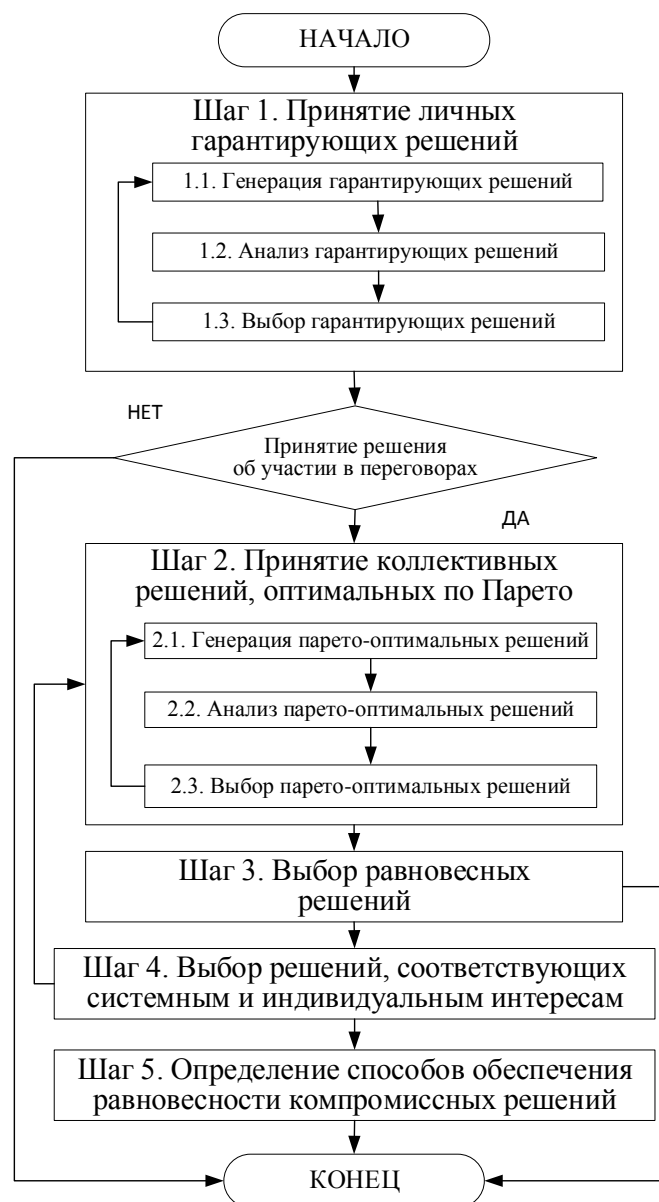 НАЧАЛО
Шаг 1. Принятие личных
гарантирующих решений
1.1. Генерация гарантирующих решений
1.2. Анализ гарантирующих решений
1.3. Выбор гарантирующих решений
НЕТ
Принятие решения
об участии в переговорах
ДА
Шаг 2. Принятие коллективных
решений, оптимальных по Парето
2.1. Генерация парето-оптимальных решений
2.2. Анализ парето-оптимальных решений
2.3. Выбор парето-оптимальных решений
Шаг 3. Выбор равновесных
решений
Шаг 4. Выбор решений, соответствующих
системным и индивидуальным интересам
Шаг 5. Определение способов обеспечения
равновесности компромиссных решений
КОНЕЦ